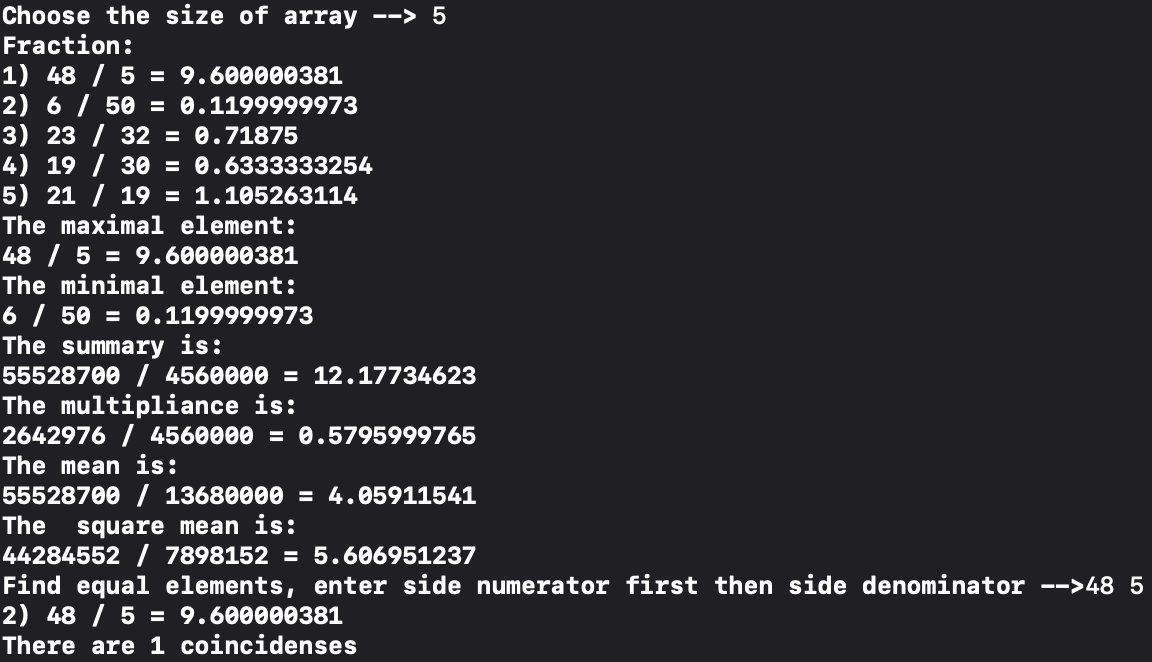 Choose the size of array --> 5
Fraction:
1) 48 / 5 = 9.600000381
2) 6 / 50 = 0.1199999973
3) 23 / 32 = 0.71875
4) 19 / 30 = 0.6333333254
5) 21 / 19 = 1.105263114
The maximal element:
48 / 5 = 9.600000381
The minimal element:
6 / 50 = 0.1199999973
The summary is:
55528700 / 4560000 = 12.17734623
The multipliance is:
2642976 / 4560000 = 0.5795999765
The mean is:
55528700 / 13680000 = 4.05911541
The  square mean is:
44284552 / 7898152 = 5.606951237
Find equal elements, enter side numerator first then side denominator -->48 5
2) 48 / 5 = 9.600000381
There are 1 coincidenses